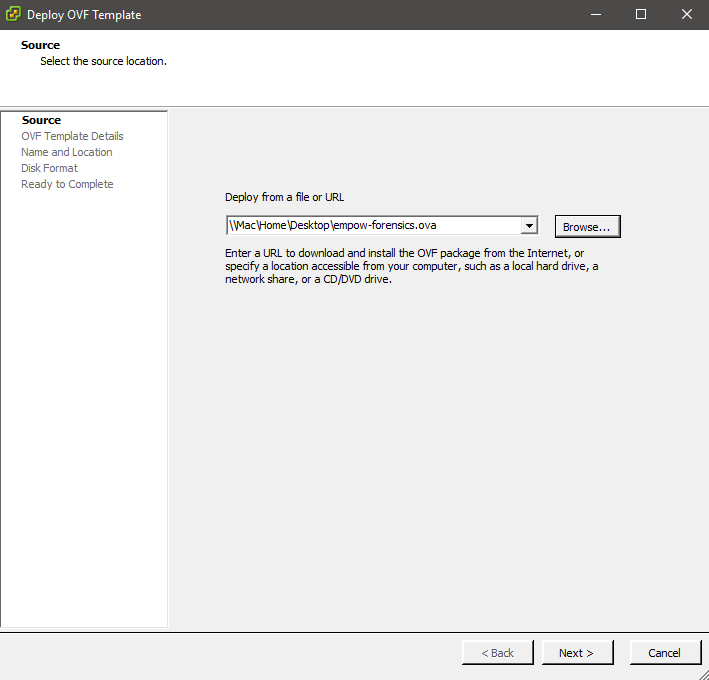 Deploy OVF Template
Source
Select the source location.
Source
OVF Template Details
Name and Location
Disk Format
Ready to Complete
Deploy from a file or URL
\\Mac\Home\Desktop\empow-forensics.ova
Browse...
Enter a URL to download and install the OVF package from the Internet, or
specify a location accessible from your computer, such as a local hard drive, a
network share, or a CD/DVD drive.
< Back
Next >
Cancel